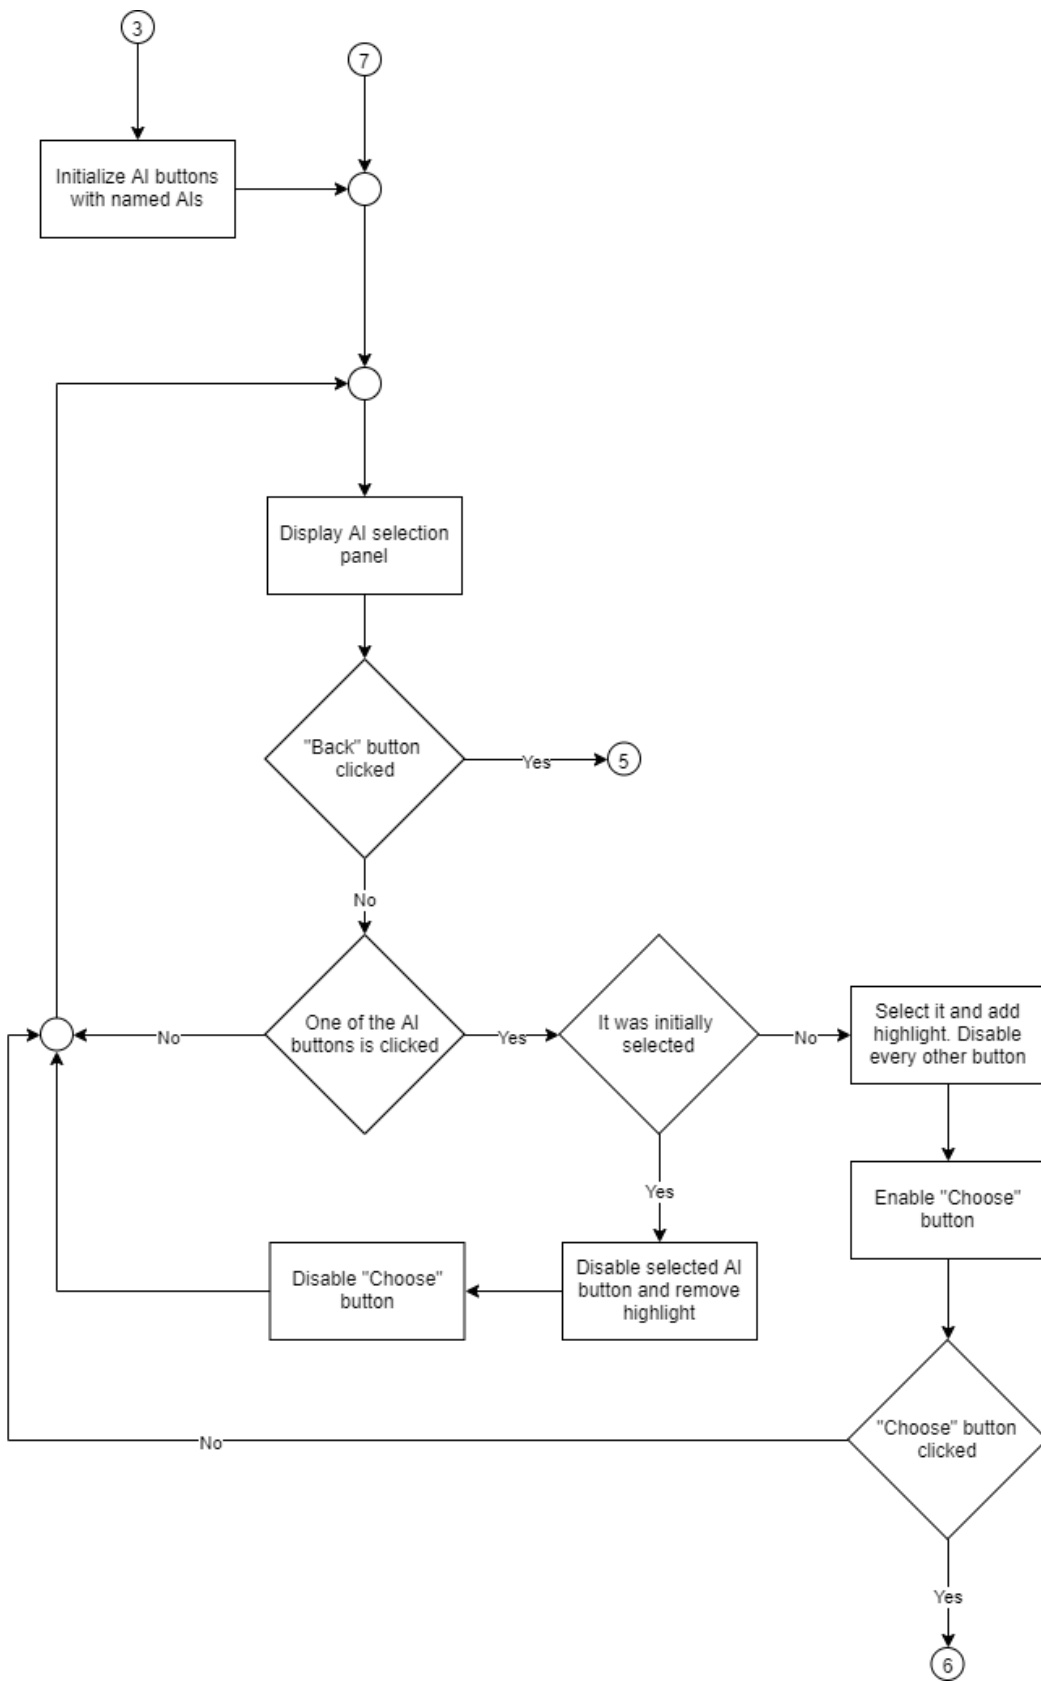 3
7
Initialize AI buttons
with named AIs
Display AI selection
panel
"Back" button
clicked
Yes
5
No
One of the AI
buttons is clicked
No
Yes
It was initially
selected
No
Select it and add
highlight. Disable
every other button
Yes
Enable "Choose"
button
Disable "Choose"
button
Disable selected AI
button and remove
highlight
"Choose" button
clicked
No
Yes
6